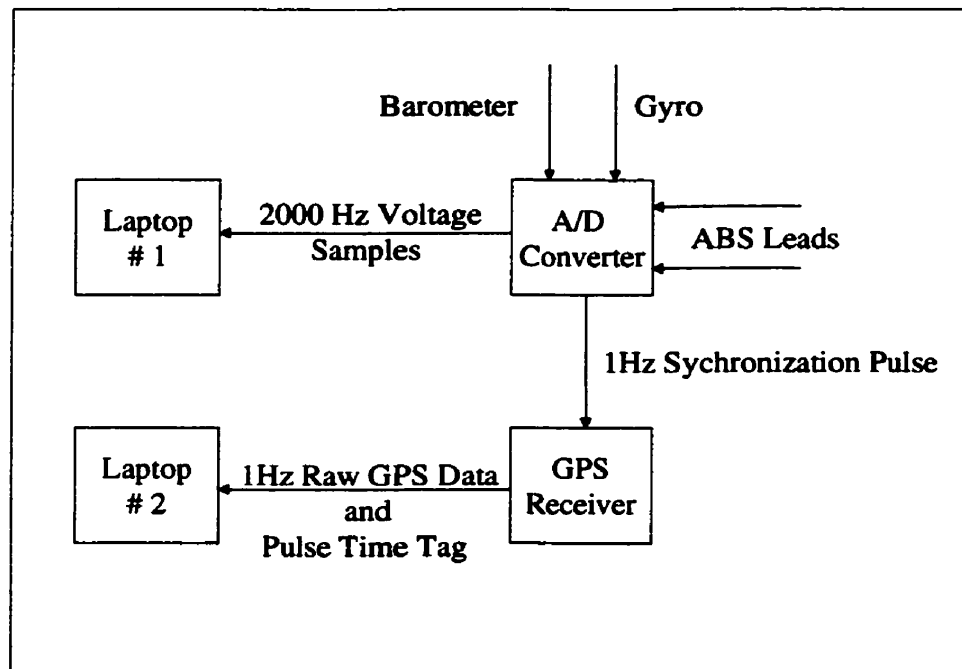 Barometer
Gyro
Laptop
# 1
2000 Hz Voltage
Samples
A/D
Converter
ABS Leads
1Hz Sychronization Pulse
Laptop
# 2
1Hz Raw GPS Data
and
Pulse Time Tag
GPS
Receiver